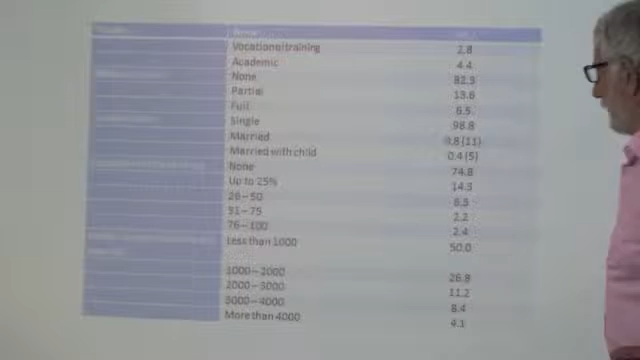 Vocational training 2.8
Academic 4.4
None 82.3
Partial 13.6
Full 6.5
Single 98.8
Married 0.8 (11)
Married with child 0.4 (5)
None 74.8
Up to 25% 14.3
26–50 6.3
51–75 2.2
76–100 2.4
Less than 1000 50.0
1000–2000 26.8
2000–3000 11.2
3000–4000 8.4
More than 4000 4.1